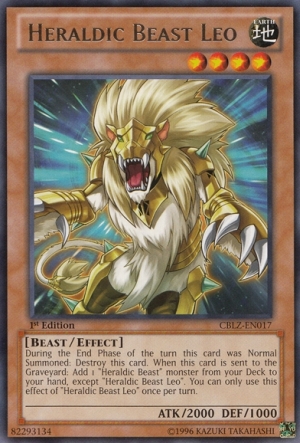 HERALDIC BEAST LEO
EARTH
地
1st Edition
CBLZ-EN017
[BEAST / EFFECT]
During the End Phase of the turn this card was Normal
Summoned: Destroy this card. When this card is sent to the
Graveyard: Add 1 "Heraldic Beast" monster from your Deck to
your hand, except "Heraldic Beast Leo". You can only use this
effect of "Heraldic Beast Leo" once per turn.
ATK/2000 DEF/1000
82293134
©1996 KAZUKI TAKAHASHI